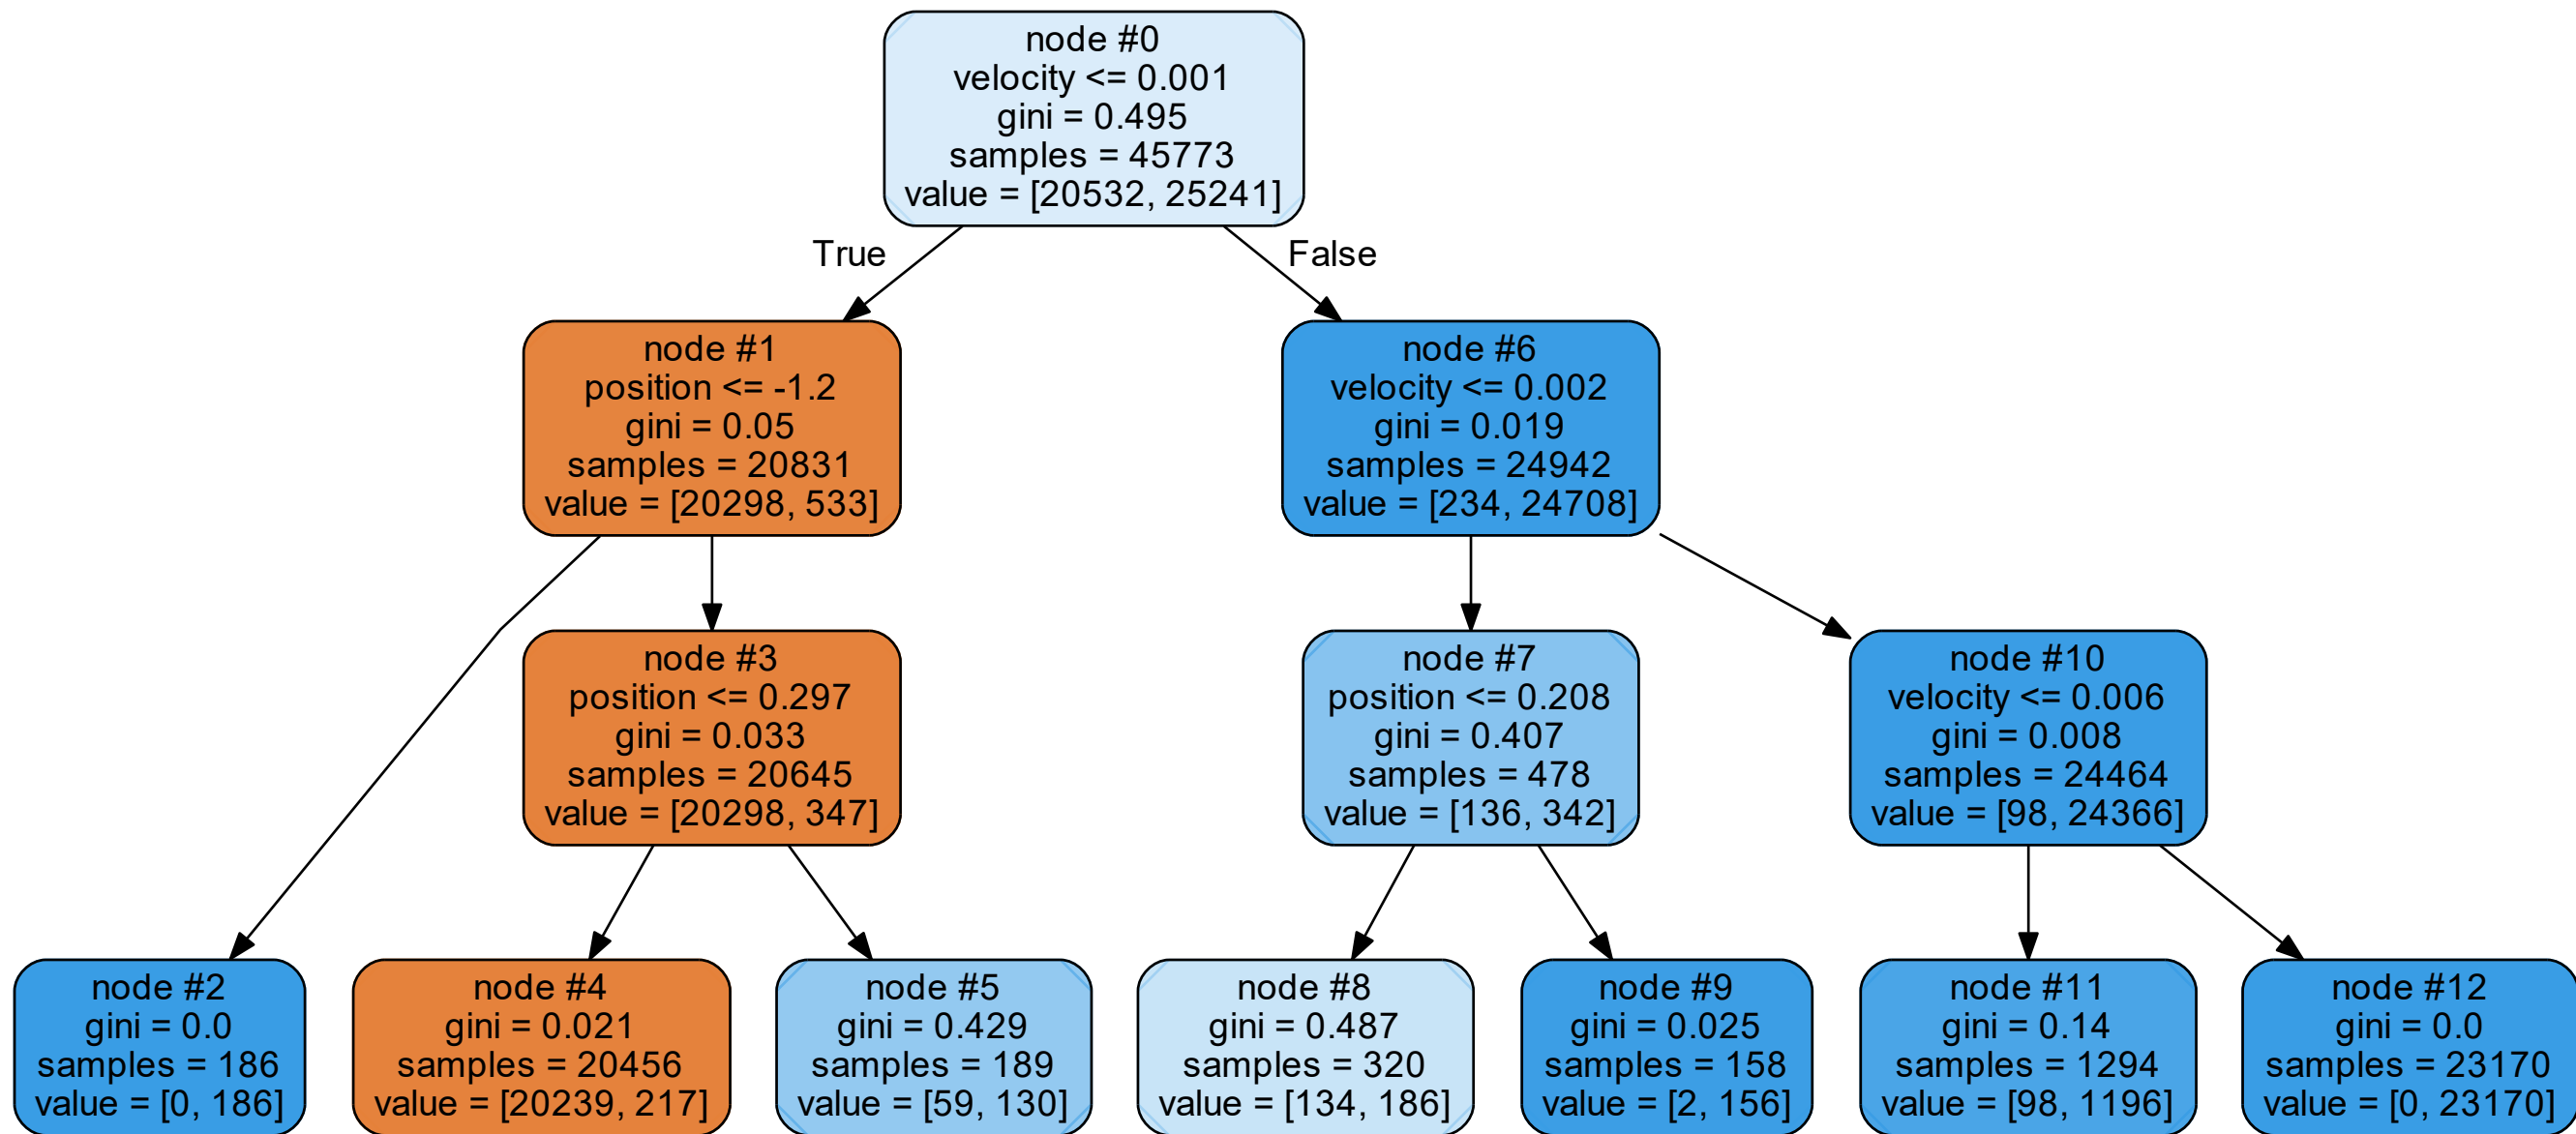 node #0
velocity <= 0.001
gini = 0.495
samples = 45773
value = [20532, 25241]
True
False
node #1
position <= -1.2
gini = 0.05
samples = 20831
value = [20298, 533]
node #6
velocity <= 0.002
gini = 0.019
samples = 24942
value = [234, 24708]
node #3
position <= 0.297
gini = 0.033
samples = 20645
value = [20298, 347]
node #7
position <= 0.208
gini = 0.407
samples = 478
value = [136, 342]
node #10
velocity <= 0.006
gini = 0.008
samples = 24464
value = [98, 24366]
node #2
gini = 0.0
samples = 186
value = [0, 186]
node #4
gini = 0.021
samples = 20456
value = [20239, 217]
node #5
gini = 0.429
samples = 189
value = [59, 130]
node #8
gini = 0.487
samples = 320
value = [134, 186]
node #9
gini = 0.025
samples = 158
value = [2, 156]
node #11
gini = 0.14
samples = 1294
value = [98, 1196]
node #12
gini = 0.0
samples = 23170
value = [0, 23170]